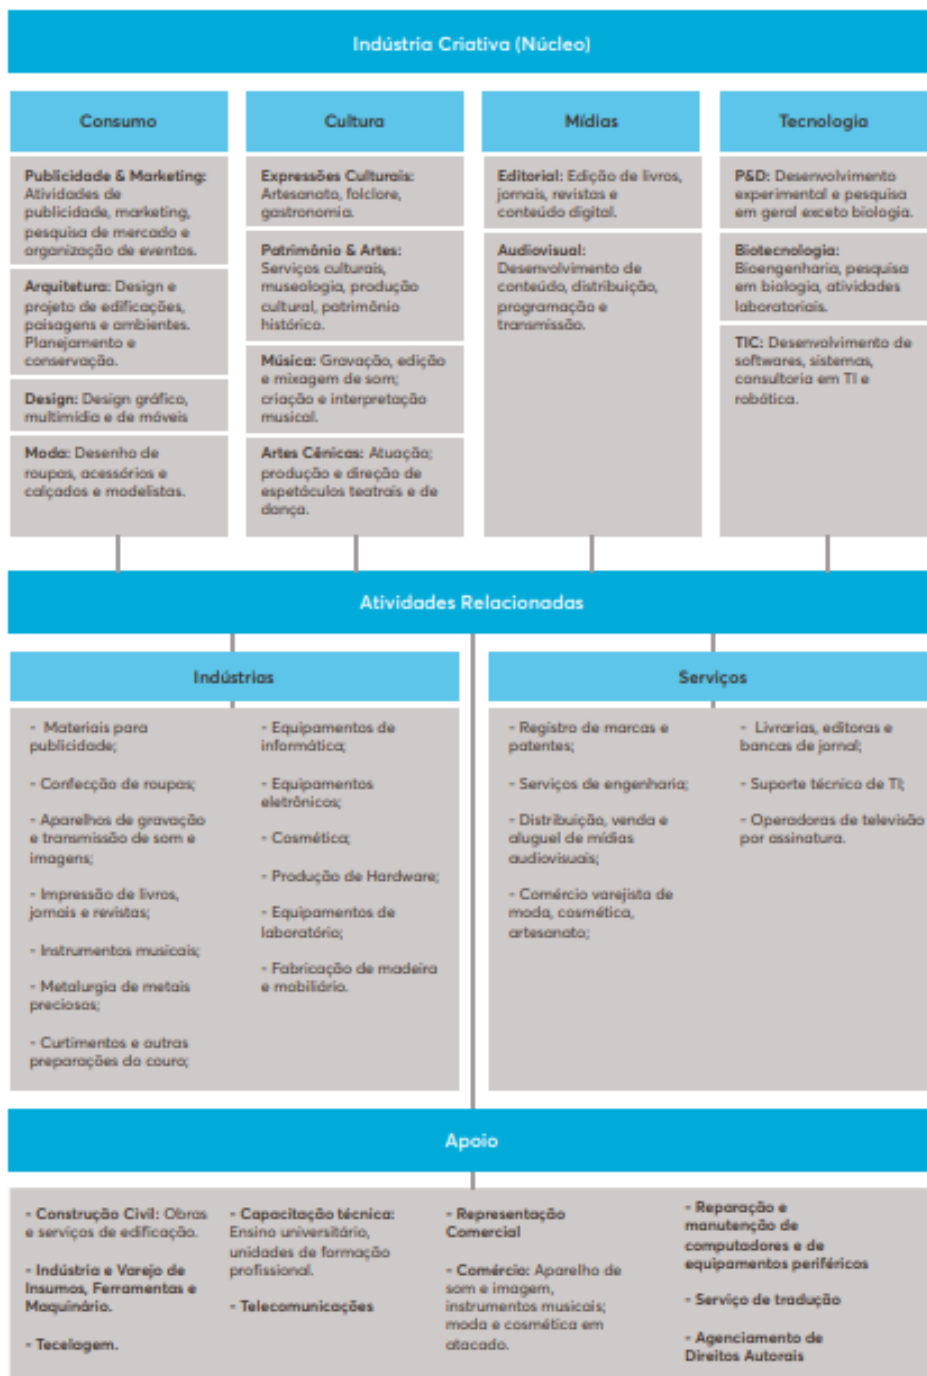 Indústria Criativa (Núcleo)
Consumo
Publicidade & Marketing:
Atividades de
publicidade, marketing,
pesquisa de mercado e
organização de eventos.
Arquitetura: Design e
projeto de edificações,
paisagens e ambientes.
Planejamento e
conservação.
Design: Design gráfico,
multimídia e de móveis
Moda: Desenho de
roupas, acessórios e
calçados e modelistas.
Cultura
Expressões Culturais:
Artesanato, folclore,
gastronomia.
Patrimônio & Artes:
Serviços culturais,
museologia, produção
cultural, patrimônio
histórico.
Música: Gravação, edição
e mixagem de som;
criação e interpretação
musical.
Artes Cênicas: Atuação;
produção e direção de
espetáculos teatrais e de
dança.
Mídias
Editorial: Edição de livros,
jornais, revistas e
conteúdo digital.
Audiovisual:
Desenvolvimento de
conteúdo, distribuição,
programação e
transmissão.
Tecnologia
P&D: Desenvolvimento
experimental e pesquisa
em geral exceto biologia.
Biotecnologia:
Bioengenharia, pesquisa
em biologia, atividades
laboratoriais.
TIC: Desenvolvimento de
softwares, sistemas,
consultoria em TI e
robótica.
Atividades Relacionadas
Indústrias
- Materiais para
publicidade;
- Confecção de roupas;
- Aparelhos de gravação
e transmissão de som e
imagens;
- Impressão de livros,
jornais e revistas;
- Instrumentos musicais;
- Metalurgia de metais
preciosos;
- Curtimentos e outras
preparações do couro;
- Equipamentos de
informática;
- Equipamentos
eletrônicos;
- Cosmética;
- Produção de Hardware;
- Equipamentos de
laboratório;
- Fabricação de madeira
e mobiliário.
Serviços
- Registro de marcas e
patentes;
- Serviços de engenharia;
- Distribuição, venda e
aluguel de mídias
audiovisuais;
- Comércio varejista de
moda, cosmética,
artesanato;
- Livrarias, editoras e
bancas de jornal;
- Suporte técnico de TI;
- Operadoras de televisão
por assinatura.
Apoio
- Construção Civil: Obras
e serviços de edificação.
- Indústria e Varejo de
Insumos, Ferramentas e
Maquinário.
- Tecelagem.
- Capacitação técnica:
Ensino universitário,
unidades de formação
profissional.
- Telecomunicações
- Representação
Comercial
- Comércio: Aparelho de
som e imagem,
instrumentos musicais;
moda e cosmética em
atacado.
- Reparação e
manutenção de
computadores e de
equipamentos periféricos
- Serviço de tradução
- Agenciamento de
Direitos Autorais